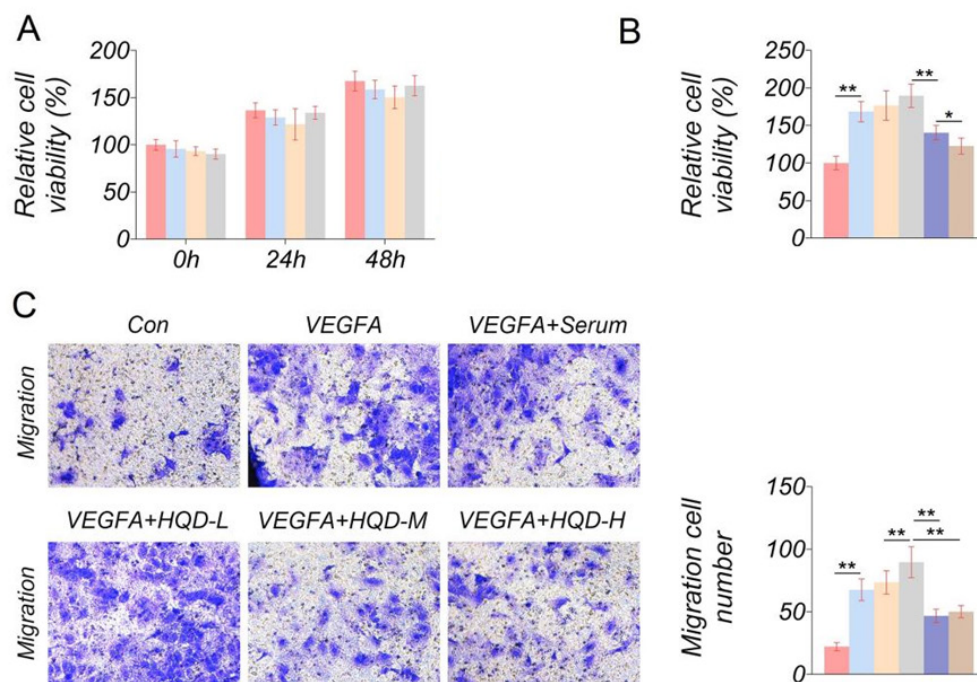 A
Relative cell
viability (%)
200
150
100
50
0
0h 24h 48h
B
Relative cell
viability (%)
250
200
150
100
50
0
**
**
*
C
Con VEGFA VEGFA+Serum
Migration
VEGFA+HQD-L VEGFA+HQD-M VEGFA+HQD-H
Migration
Migration cell
number
150
100
50
0
**
**
**
**